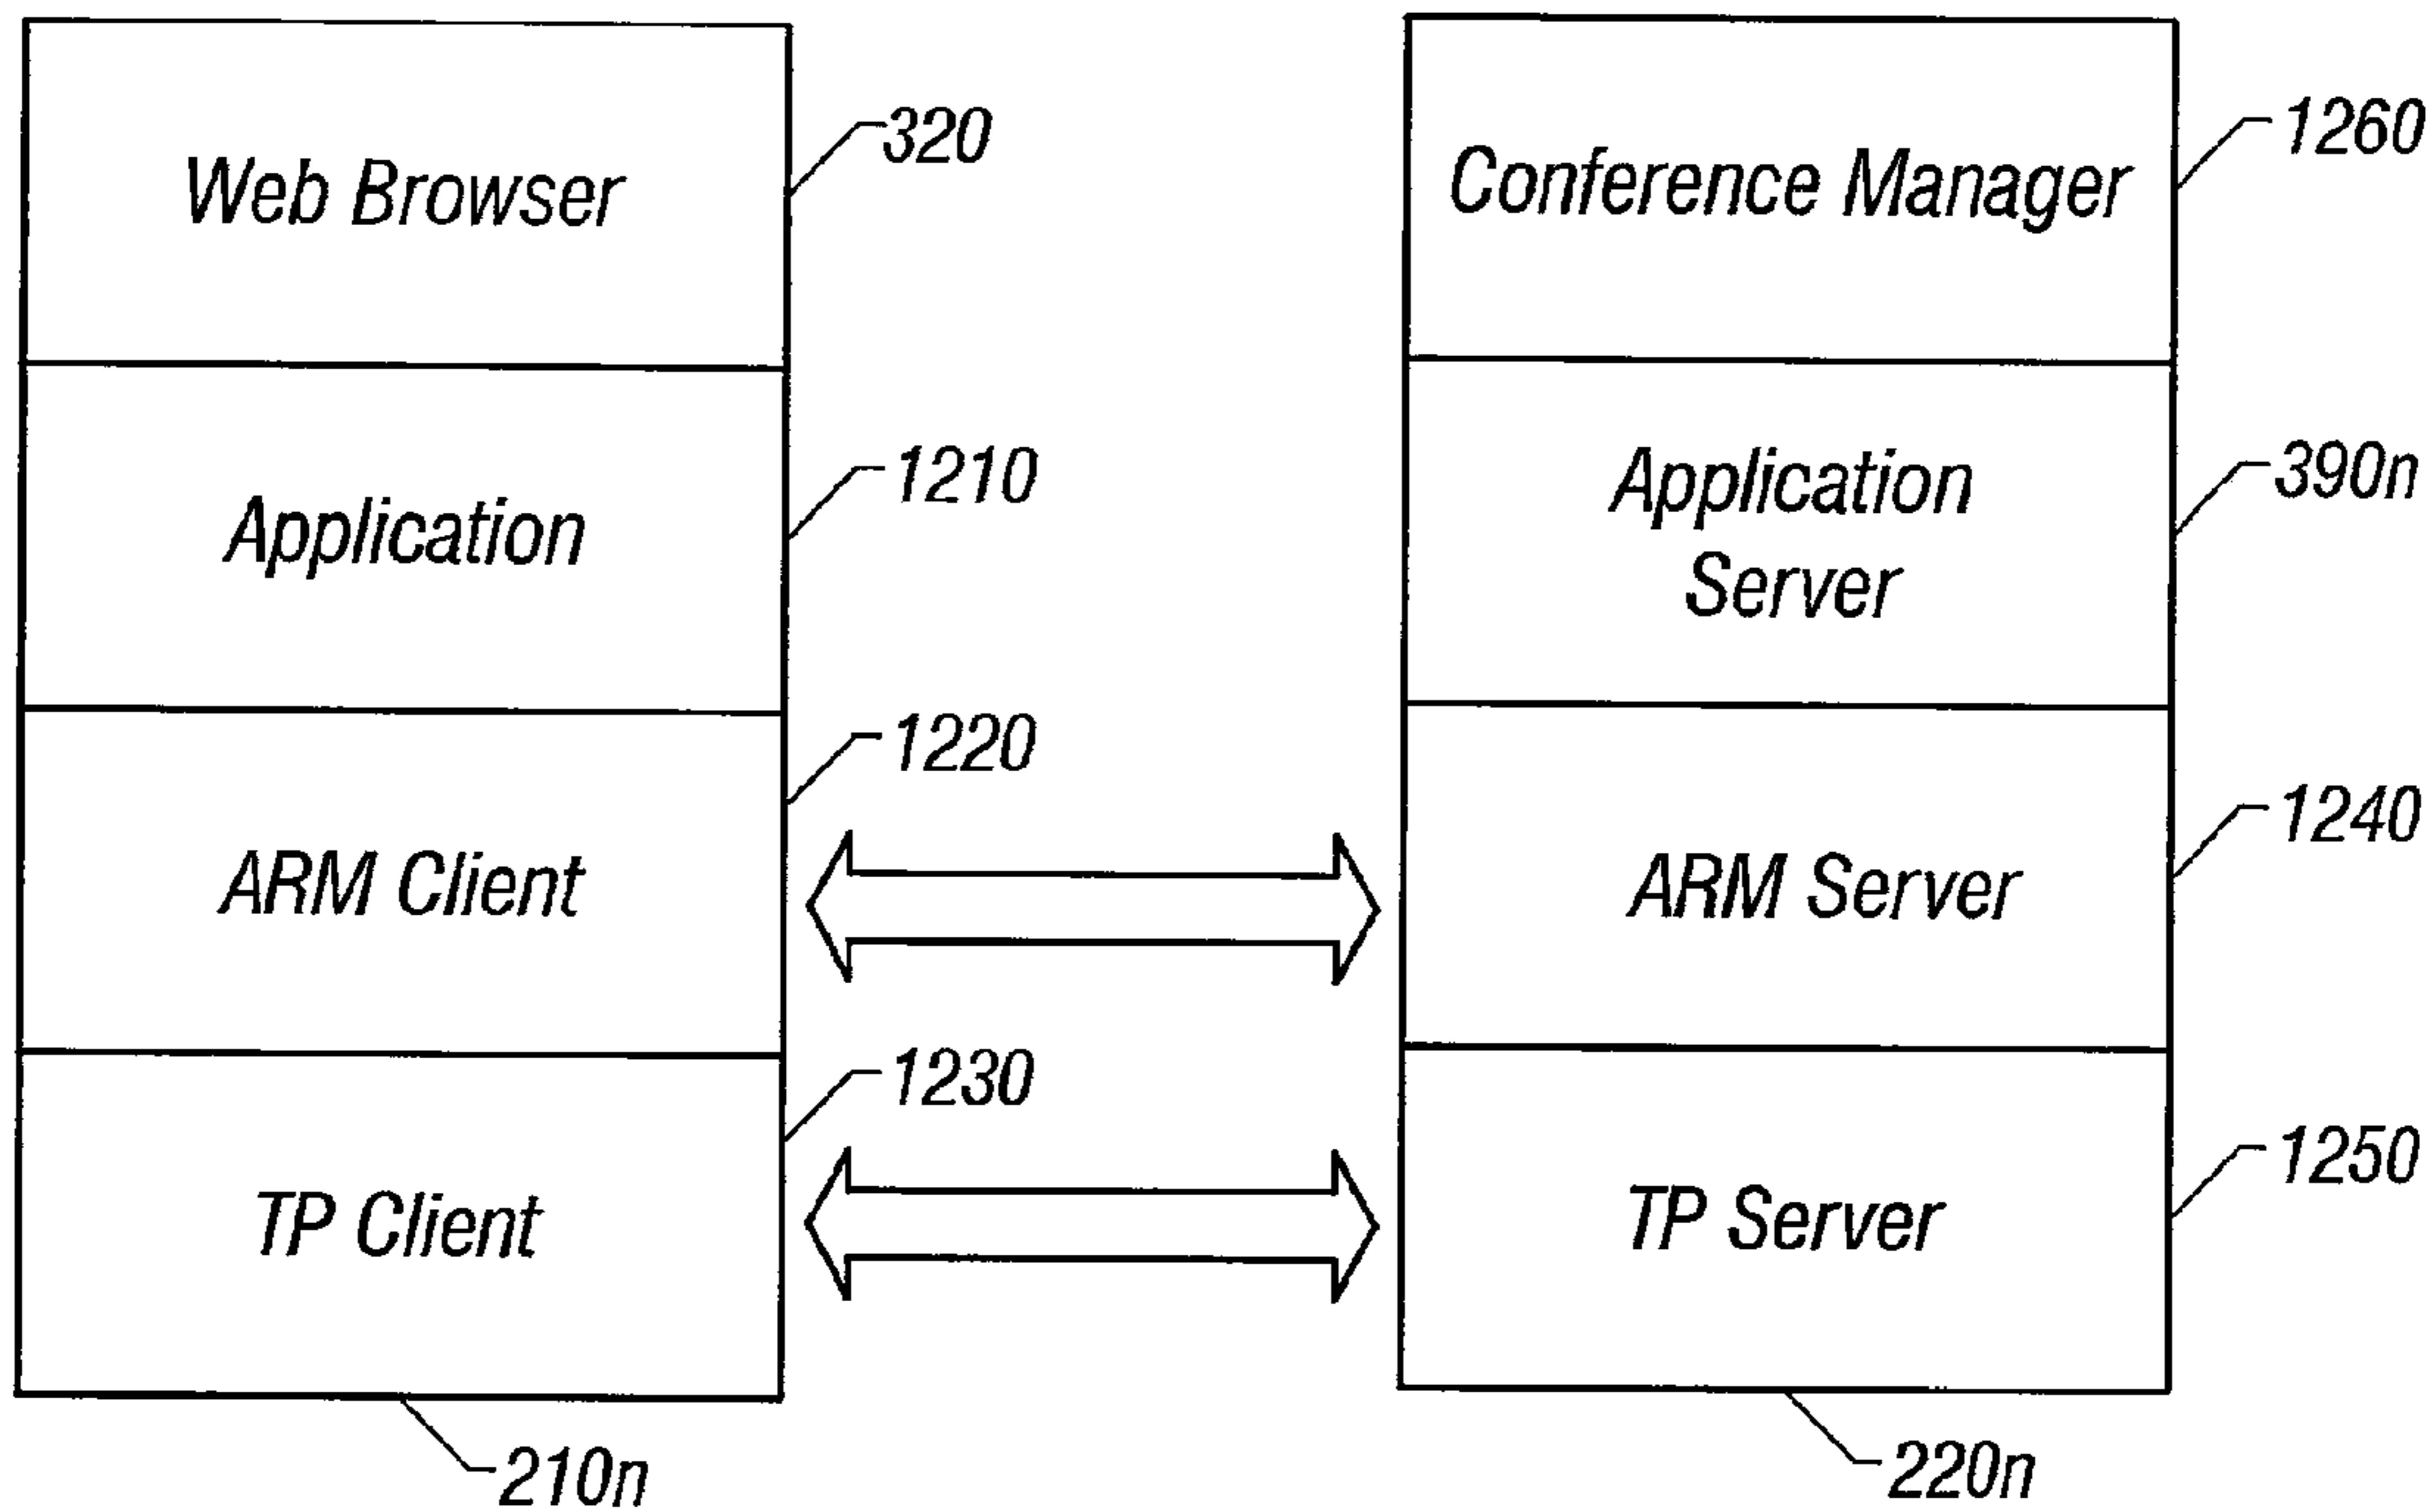 Web Browser
320
Application
1210
ARM Client
1220
TP Client
1230
210n
Conference Manager
1260
Application
Server
390n
ARM Server
1240
TP Server
1250
220n